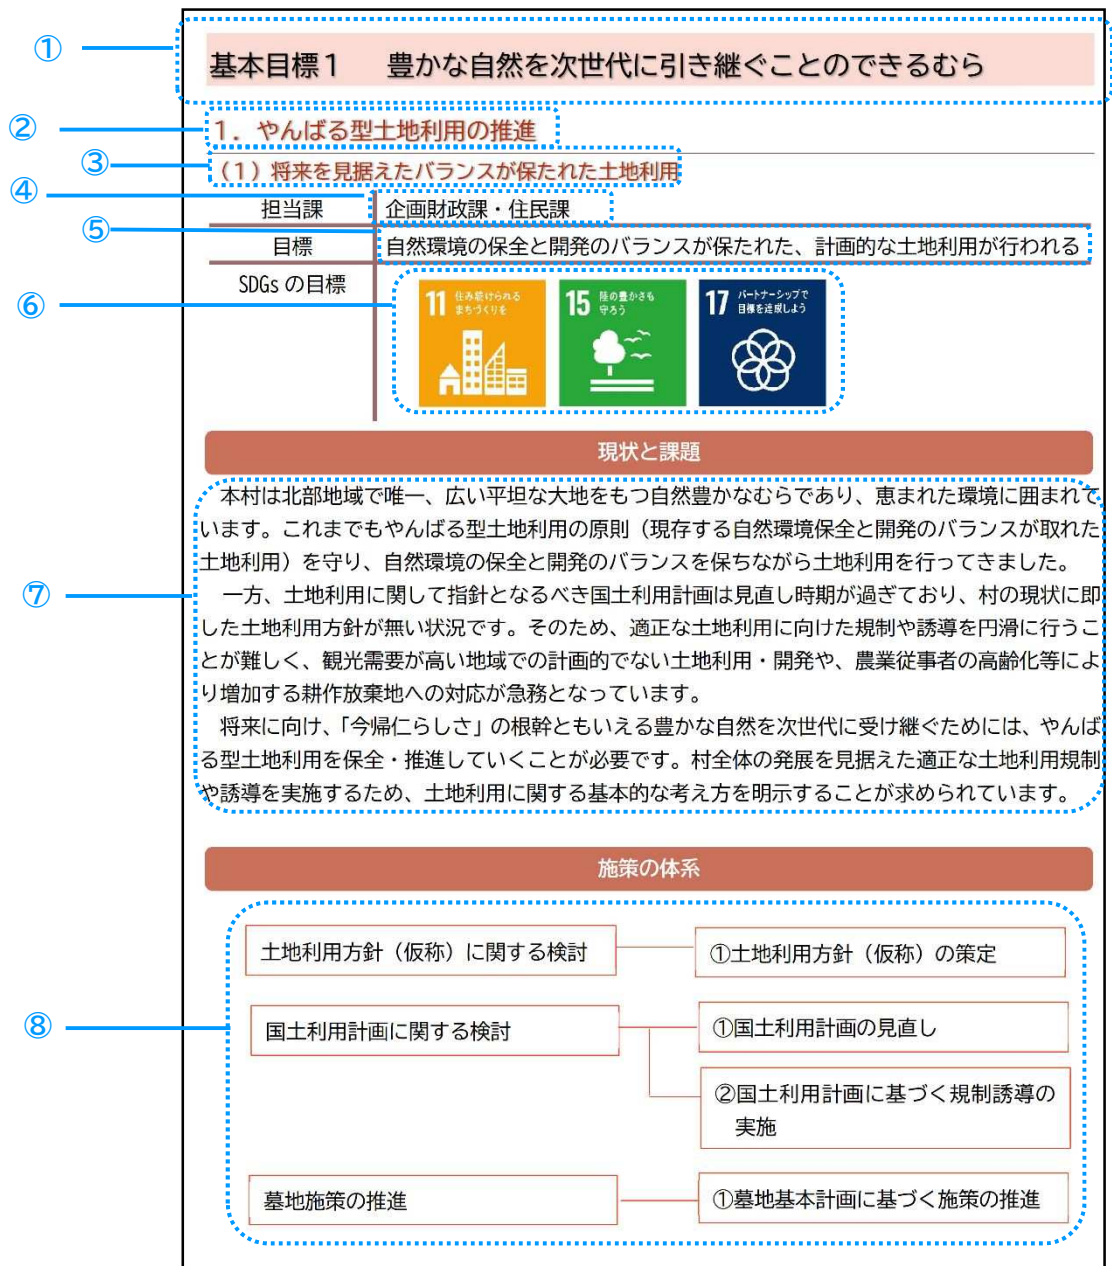 ①
基本目標1 豊かな自然を次世代に引き継ぐことのできるむら
②
1. やんばる型土地利用の推進
③
(1)将来を見据えたバランスが保たれた土地利用
④
担当課 企画財政課・住民課
⑤
目標 自然環境の保全と開発のバランスが保たれた、計画的な土地利用が行われる
⑥
SDGs の目標
11 住み続けられる
まちづくりを
15 陸の豊かさも
守ろう
17 パートナーシップで
目標を達成しよう
現状と課題
⑦
本村は北部地域で唯一、広い平坦な大地をもつ自然豊かなむらであり、恵まれた環境に囲まれて
います。これまでもやんばる型土地利用の原則(現存する自然環境保全と開発のバランスが取れた
土地利用)を守り、自然環境の保全と開発のバランスを保ちながら土地利用を行ってきました。
一方、土地利用に関して指針となるべき国土利用計画は見直し時期が過ぎており、村の現状に即
した土地利用方針が無い状況です。そのため、適正な土地利用に向けた規制や誘導を円滑に行うこ
とが難しく、観光需要が高い地域での計画的でない土地利用・開発や、農業従事者の高齢化等によ
り増加する耕作放棄地への対応が急務となっています。
将来に向け、「今帰仁らしさ」の根幹ともいえる豊かな自然を次世代に受け継ぐためには、やんば
る型土地利用を保全・推進していくことが必要です。村全体の発展を見据えた適正な土地利用規制
や誘導を実施するため、土地利用に関する基本的な考え方を明示することが求められています。
施策の体系
⑧
土地利用方針(仮称)に関する検討
①土地利用方針(仮称)の策定
国土利用計画に関する検討
①国土利用計画の見直し
②国土利用計画に基づく規制誘導の
実施
墓地施策の推進
①墓地基本計画に基づく施策の推進